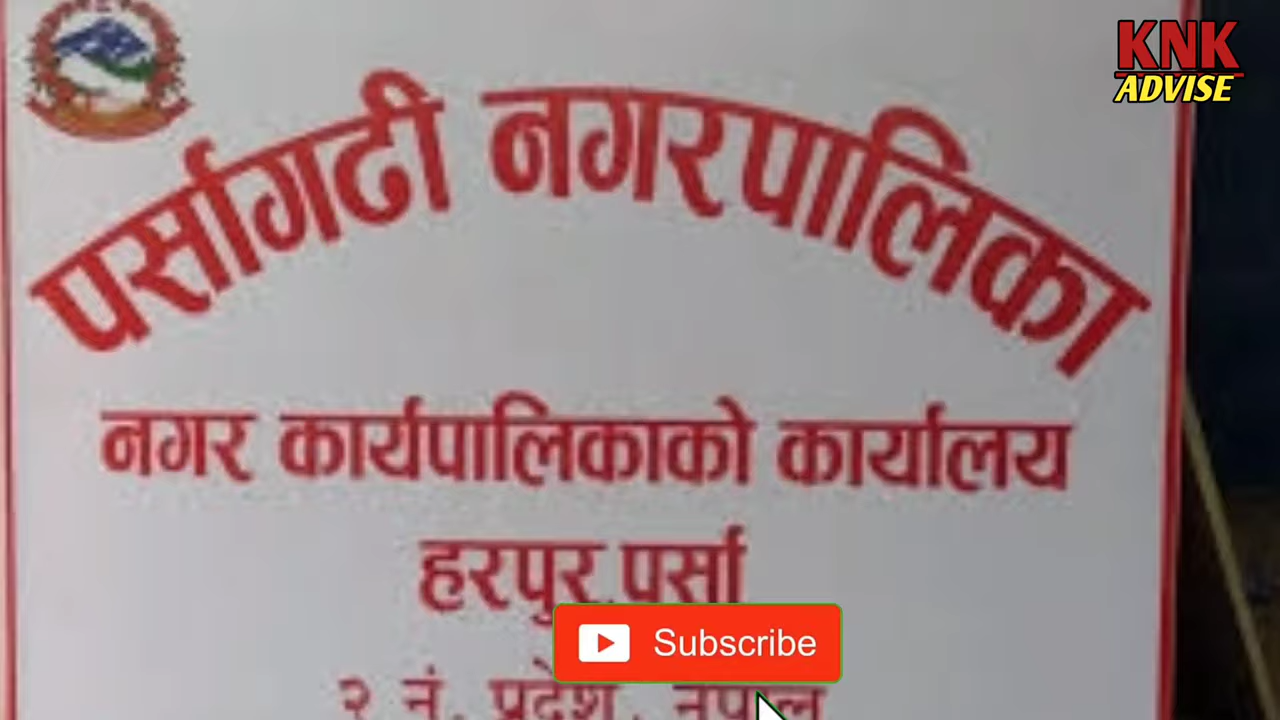 KNK
ADVISE
पर्सागढी नगरपालिका
नगर कार्यपालिकाको कार्यालय
हरपुर, पर्सा
Subscribe
२ नं. प्रदेश, नेपाल